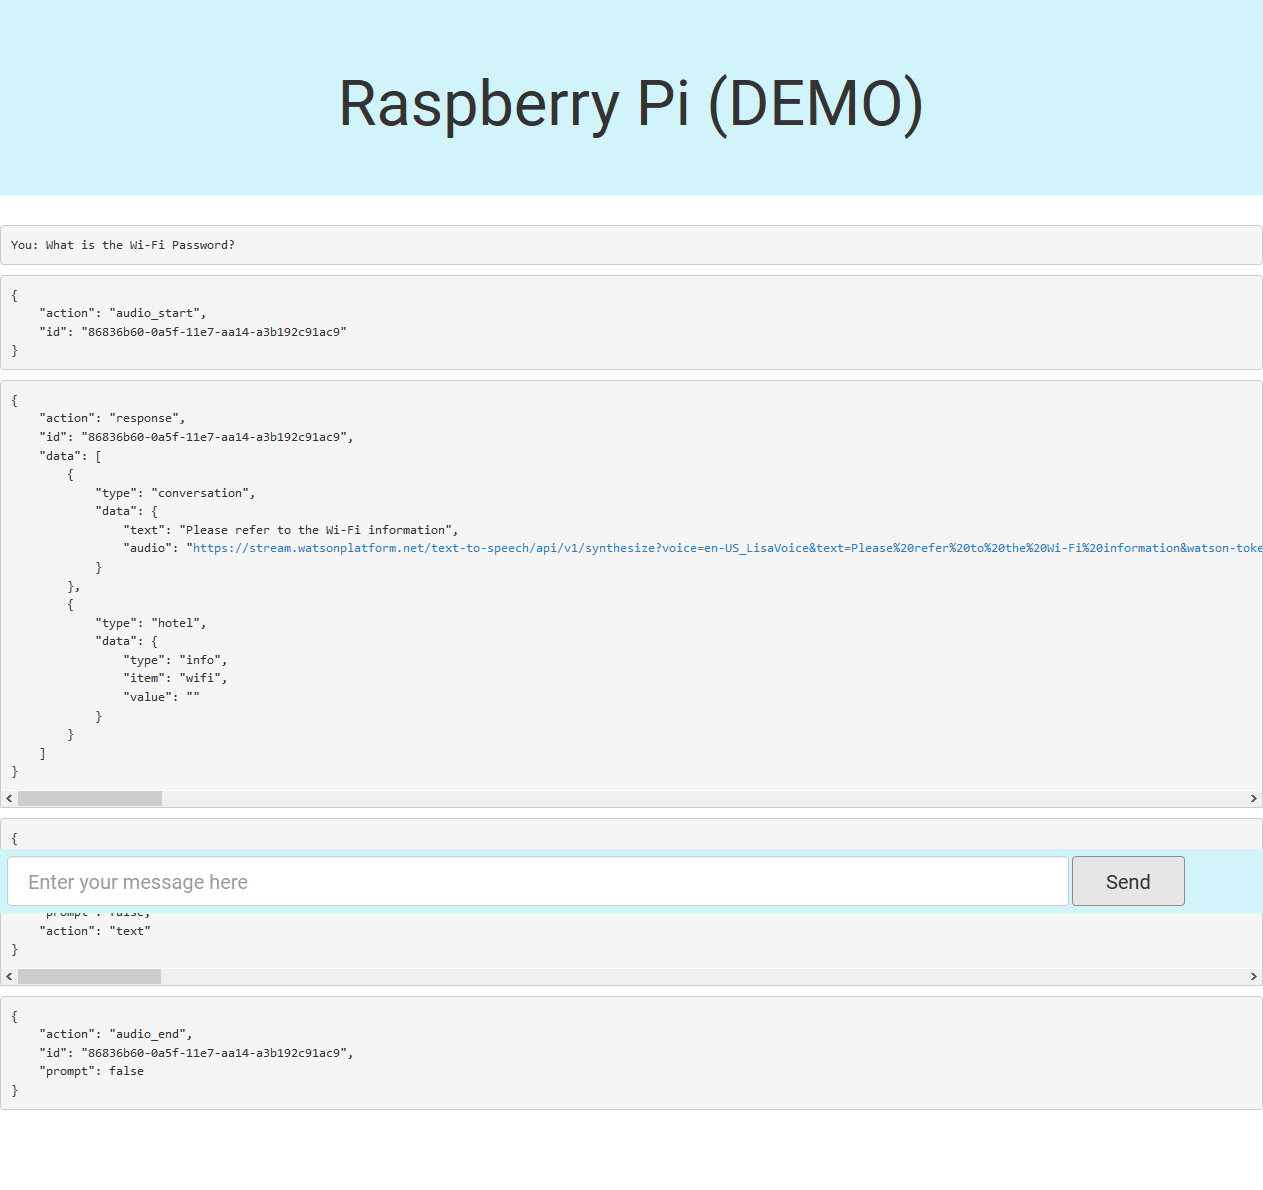 Raspberry Pi (DEMO)
You: What is the Wi-Fi Password?
{
    "action": "audio_start",
    "id": "86836b60-0a5f-11e7-aa14-a3b192c91ac9"
}
{
    "action": "response",
    "id": "86836b60-0a5f-11e7-aa14-a3b192c91ac9",
    "data": [
        {
            "type": "conversation",
            "data": {
                "text": "Please refer to the Wi-Fi information",
                "audio": "https://stream.watsonplatform.net/text-to-speech/api/v1/synthesize?voice=en-US_LisaVoice&text=Please%20refer%20to%20the%20Wi-Fi%20information&watson-toke
            }
        },
        {
            "type": "hotel",
            "data": {
                "type": "info",
                "item": "wifi",
                "value": ""
            }
        }
    ]
}
{
Enter your message here
Send
    "prompt": false,
    "action": "text"
}
{
    "action": "audio_end",
    "id": "86836b60-0a5f-11e7-aa14-a3b192c91ac9",
    "prompt": false
}